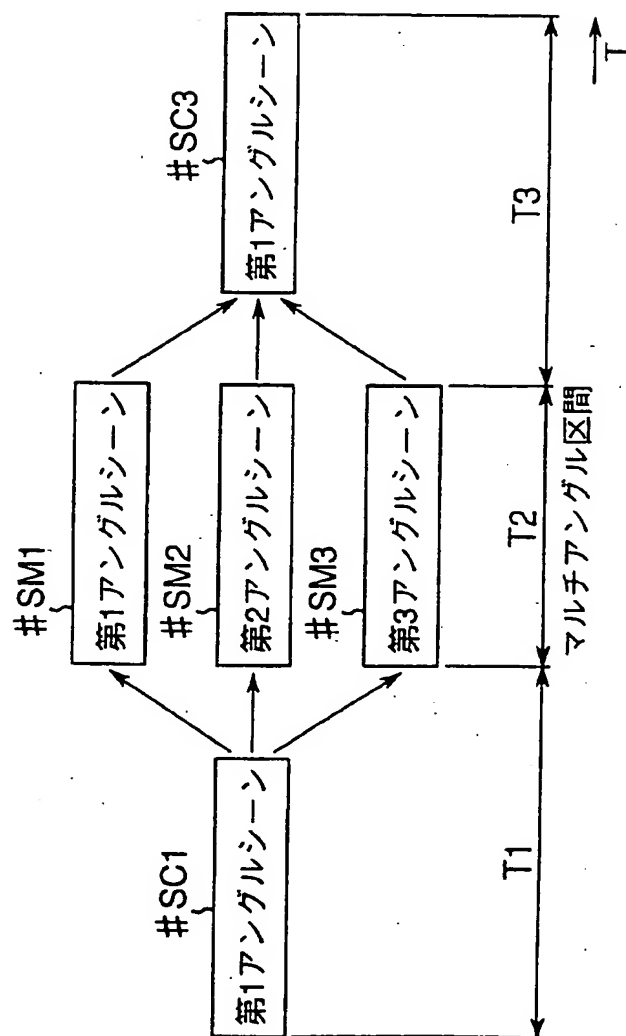 #SC1
第1アングルシーン
#SM1
第1アングルシーン
#SM2
第2アングルシーン
#SM3
第3アングルシーン
#SC3
第1アングルシーン
T1
T2
T3
マルチアングル区間
T